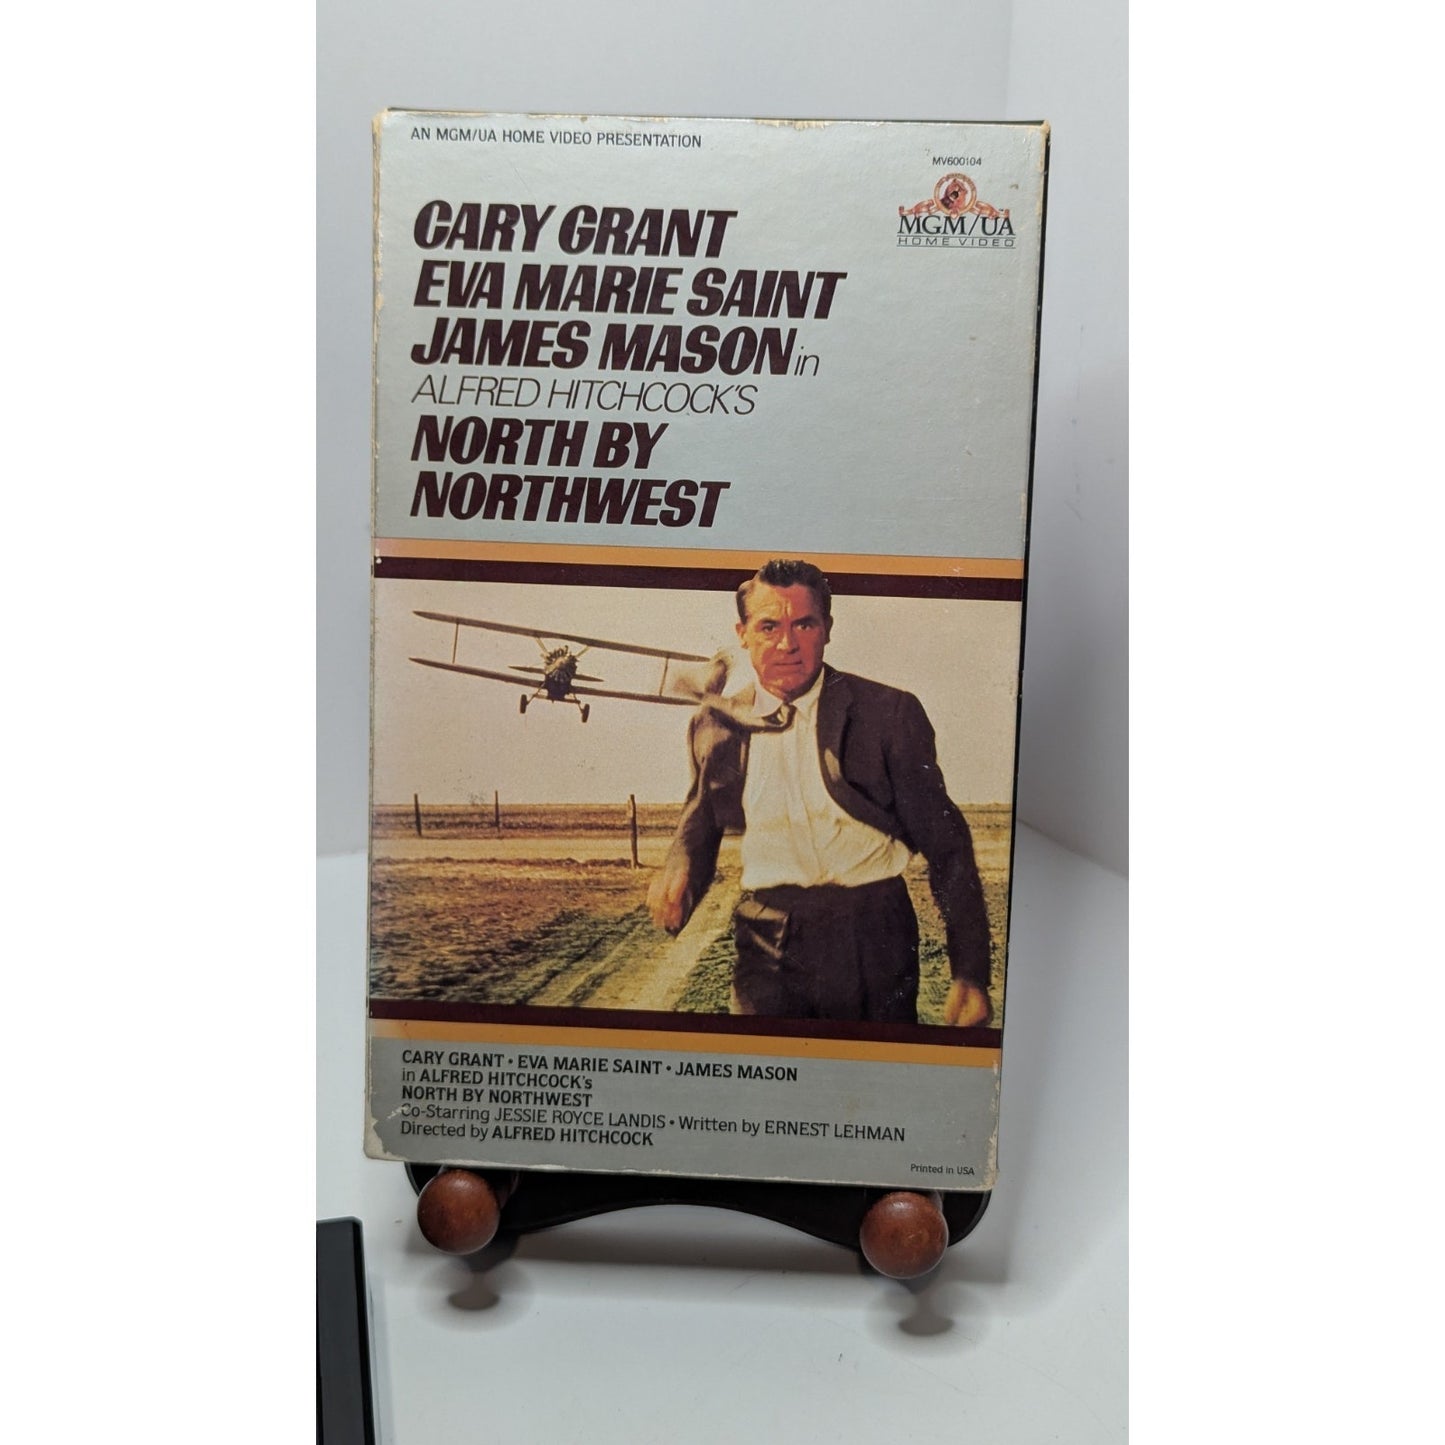 AN MGM/UA HOME VIDEO PRESENTATION
MV600104
MGM/UA
HOME VIDEO
CARY GRANT
EVA MARIE SAINT
JAMES MASON in
ALFRED HITCHCOCK'S
NORTH BY
NORTHWEST
CARY GRANT • EVA MARIE SAINT • JAMES MASON
in ALFRED HITCHCOCK's
NORTH BY NORTHWEST
Co-Starring JESSIE ROYCE LANDIS • Written by ERNEST LEHMAN
Directed by ALFRED HITCHCOCK
Printed in USA